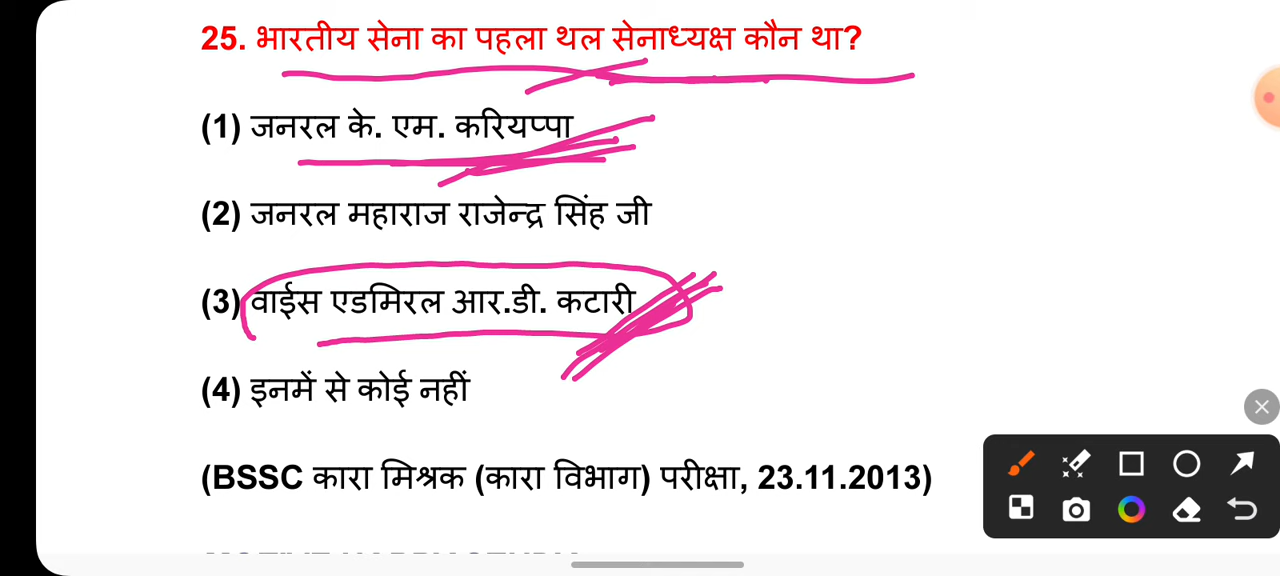 25. भारतीय सेना का पहला थल सेनाध्यक्ष कौन था?
(1) जनरल के. एम. करियप्पा
(2) जनरल महाराज राजेन्द्र सिंह जी
(3) वाईस एडमिरल आर.डी. कटारी
(4) इनमें से कोई नहीं
(BSSC कारा मिश्रक (कारा विभाग) परीक्षा, 23.11.2013)